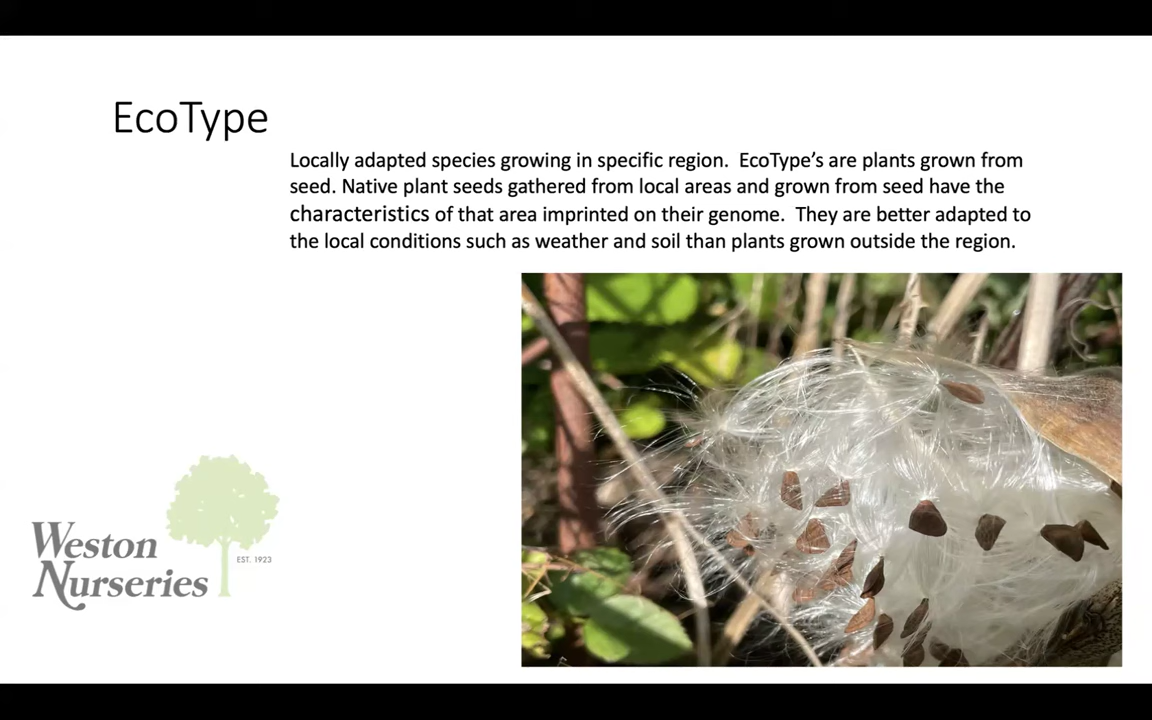 EcoType
Locally adapted species growing in specific region.  EcoType's are plants grown from
seed. Native plant seeds gathered from local areas and grown from seed have the
characteristics of that area imprinted on their genome.  They are better adapted to
the local conditions such as weather and soil than plants grown outside the region.
Weston
Nurseries
EST. 1923